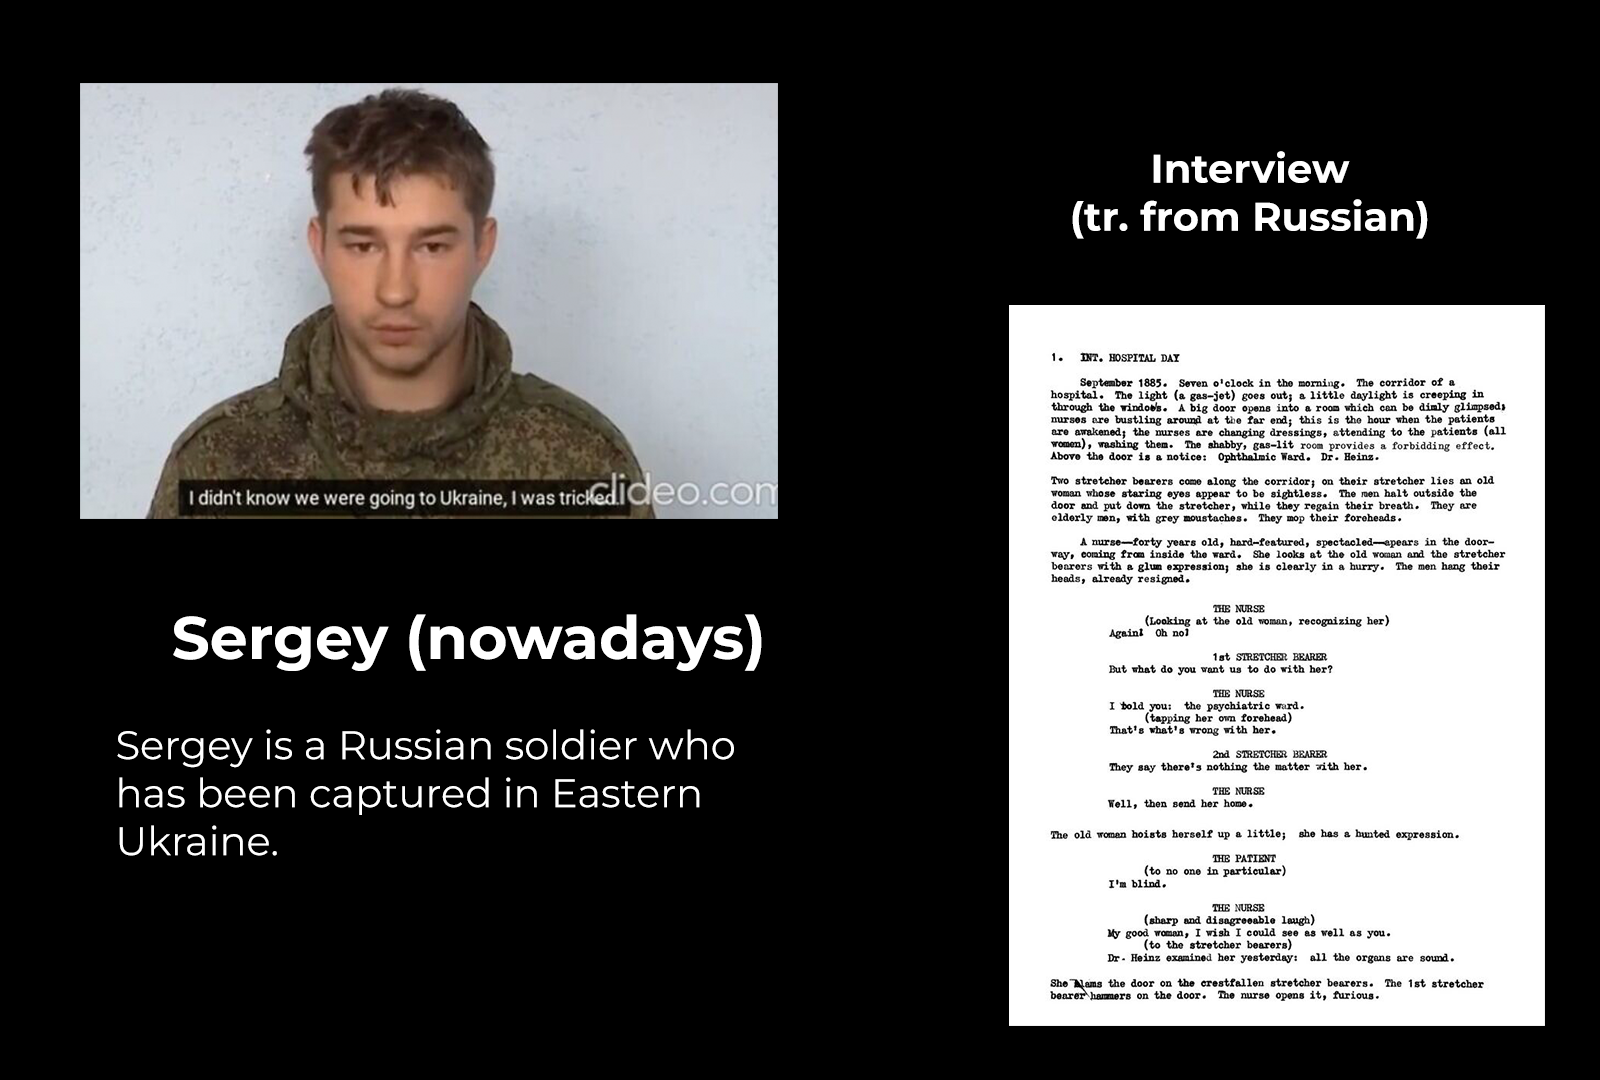 I didn't know we were going to Ukraine, I was tricked.
clideo.com
Sergey (nowadays)
Sergey is a Russian soldier who
has been captured in Eastern
Ukraine.
Interview
(tr. from Russian)
1. INT. HOSPITAL DAY
September 1885. Seven o'clock in the morning. The corridor of a
hospital. The light (a gas-jet) goes out; a little daylight is creeping in
through the windows. A big door opens into a room which can be dimly glimpsed;
nurses are bustling around at the far end; this is the hour when the patients
are awakened; the nurses are changing dressings, attending to the patients (all
women), washing them. The shabby, gas-lit room provides a forbidding effect.
Above the door is a notice: Ophthalmic Ward. Dr. Heinz.
Two stretcher bearers come along the corridor; on their stretcher lies an old
woman whose staring eyes appear to be sightless. The men halt outside the
door and put down the stretcher, while they regain their breath. They are
elderly men, with grey moustaches. They mop their foreheads.
A nurse—forty years old, hard-featured, spectacled—apears in the door-
way, coming from inside the ward. She looks at the old woman and the stretcher
bearers with a glum expression; she is clearly in a hurry. The men hang their
heads, already resigned.
THE NURSE
(Looking at the old woman, recognizing her)
Again! Oh no!
1st STRETCHER BEARER
But what do you want us to do with her?
THE NURSE
I told you: the psychiatric ward.
(tapping her own forehead)
That's what's wrong with her.
2nd STRETCHER BEARER
They say there's nothing the matter with her.
THE NURSE
Well, then send her home.
The old woman hoists herself up a little; she has a hunted expression.
THE PATIENT
(to no one in particular)
I'm blind.
THE NURSE
(sharp and disagreeable laugh)
My good woman, I wish I could see as well as you.
(to the stretcher bearers)
Dr. Heinz examined her yesterday: all the organs are sound.
She slams the door on the crestfallen stretcher bearers. The 1st stretcher
bearer hammers on the door. The nurse opens it, furious.